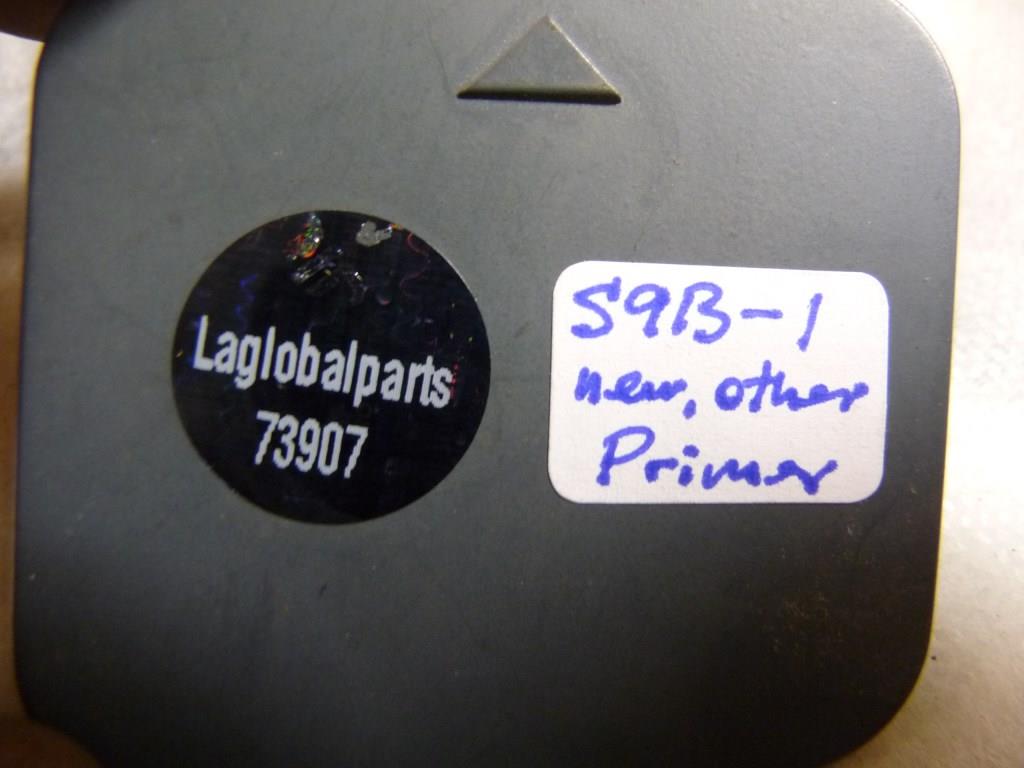 Laglobalparts
73907
S9B-1
new, other
Primer